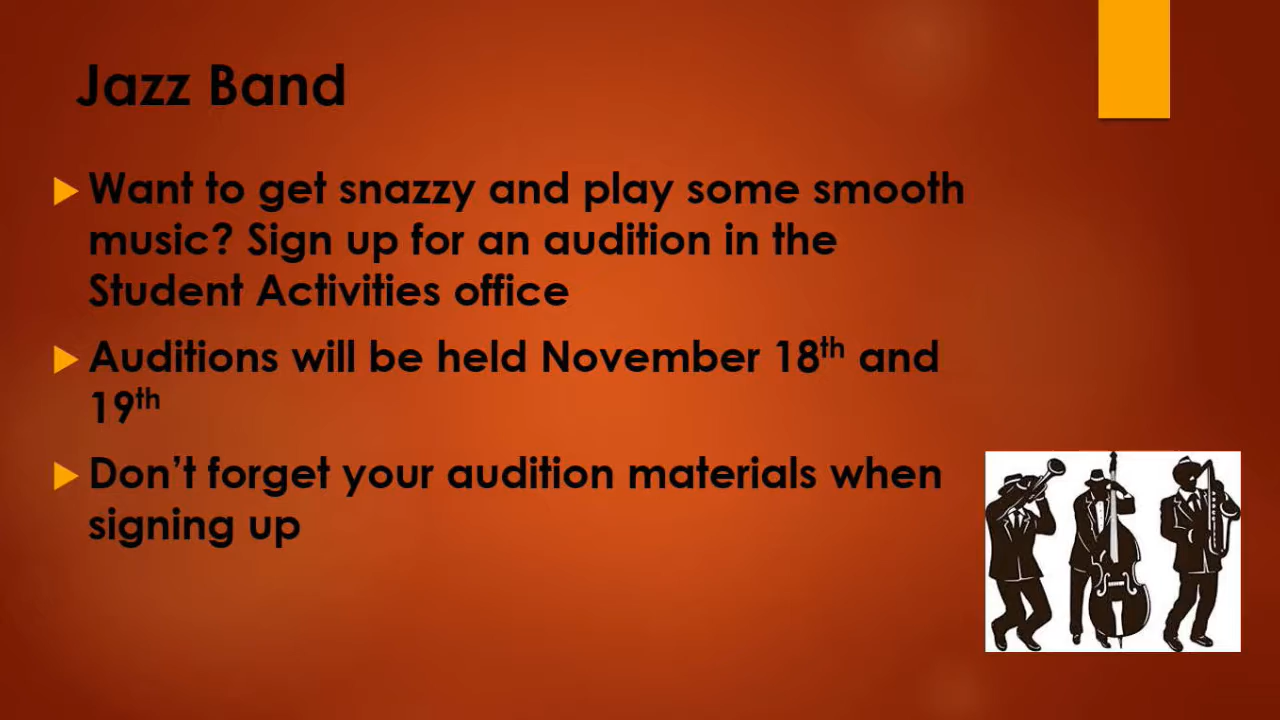 Jazz Band
Want to get snazzy and play some smooth
music? Sign up for an audition in the
Student Activities office
Auditions will be held November 18th and
19th
Don’t forget your audition materials when
signing up